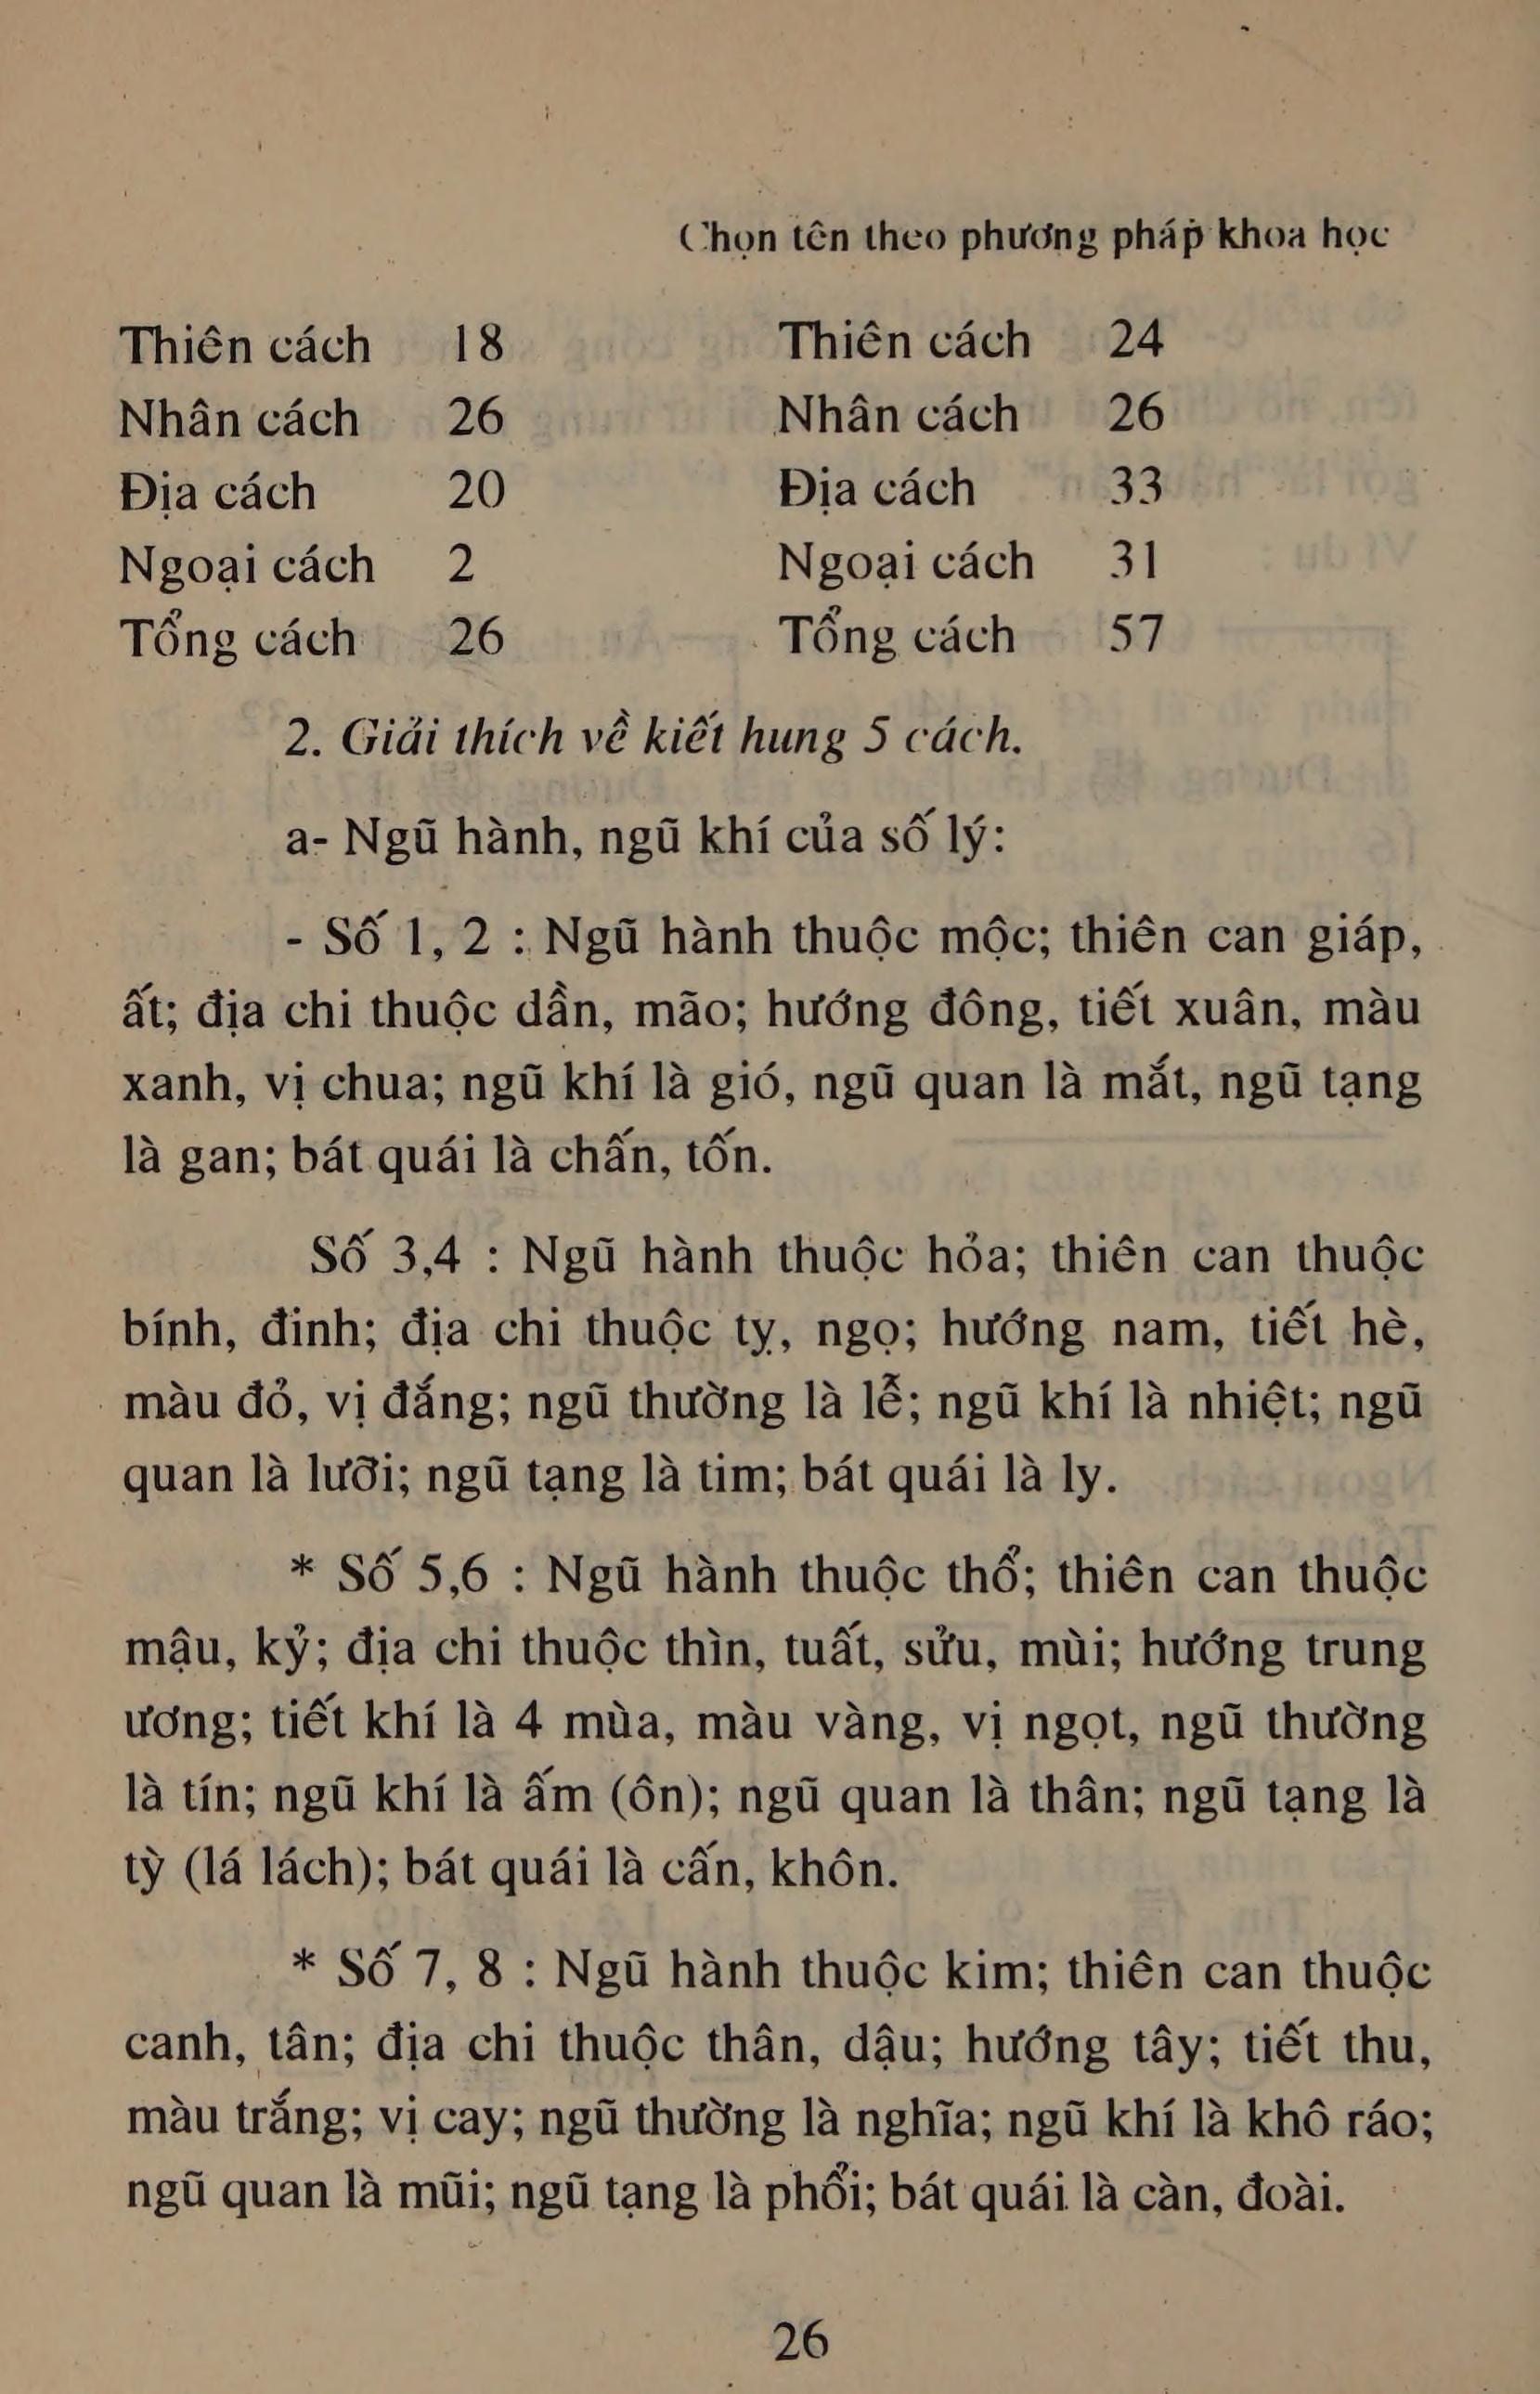 Chọn tên theo phương pháp khoa học
Thiên cách 18 Thiên cách 24
Nhân cách 26 Nhân cách 26
Địa cách 20 Địa cách 33
Ngoại cách 2 Ngoại cách 31
Tổng cách 26 Tổng cách 57
2. Giải thích về kiết hung 5 cách.
a- Ngũ hành, ngũ khí của số lý:
- Số 1, 2 : Ngũ hành thuộc mộc; thiên can giáp,
ất; địa chi thuộc dần, mão; hướng đông, tiết xuân, màu
xanh, vị chua; ngũ khí là gió, ngũ quan là mắt, ngũ tạng
là gan; bát quái là chấn, tốn.
Số 3,4 : Ngũ hành thuộc hỏa; thiên can thuộc
bính, đinh; địa chi thuộc tỵ, ngọ; hướng nam, tiết hè,
màu đỏ, vị đắng; ngũ thường là lễ; ngũ khí là nhiệt; ngũ
quan là lưỡi; ngũ tạng là tim; bát quái là ly.
* Số 5,6 : Ngũ hành thuộc thổ; thiên can thuộc
mậu, kỷ; địa chi thuộc thìn, tuất, sửu, mùi; hướng trung
ương; tiết khí là 4 mùa, màu vàng, vị ngọt, ngũ thường
là tín; ngũ khí là ấm (ôn); ngũ quan là thân; ngũ tạng là
tỳ (lá lách); bát quái là cấn, khôn.
* Số 7, 8 : Ngũ hành thuộc kim; thiên can thuộc
canh, tân; địa chi thuộc thân, dậu; hướng tây; tiết thu,
màu trắng; vị cay; ngũ thường là nghĩa; ngũ khí là khô ráo;
ngũ quan là mũi; ngũ tạng là phổi; bát quái là càn, đoài.
26